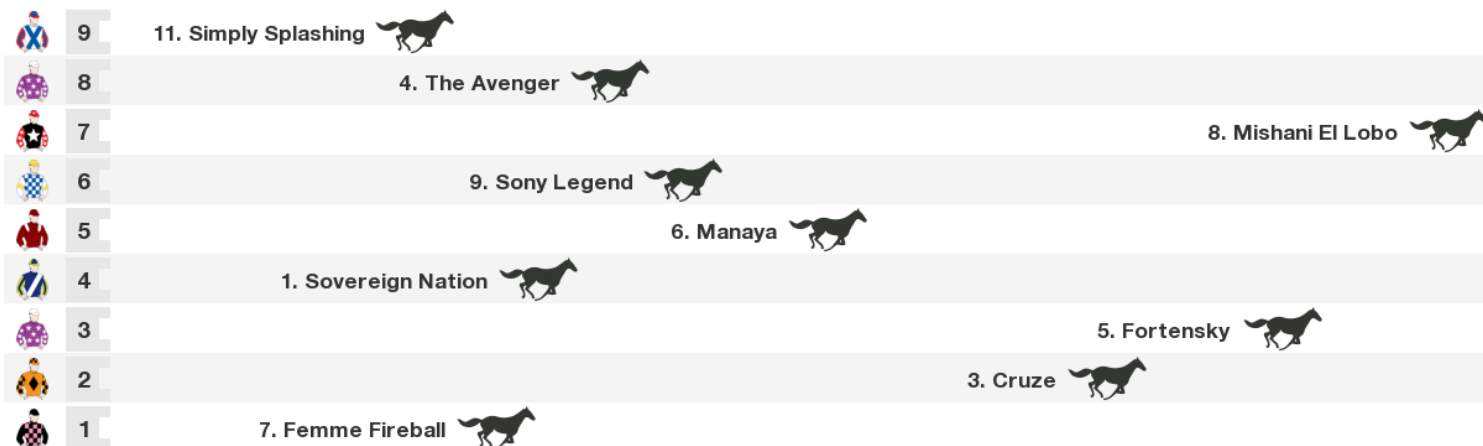 9 11. Simply Splashing
8 4. The Avenger
7 8. Mishani El Lobo
6 9. Sony Legend
5 6. Manaya
4 1. Sovereign Nation
3 5. Fortensky
2 3. Cruze
1 7. Femme Fireball